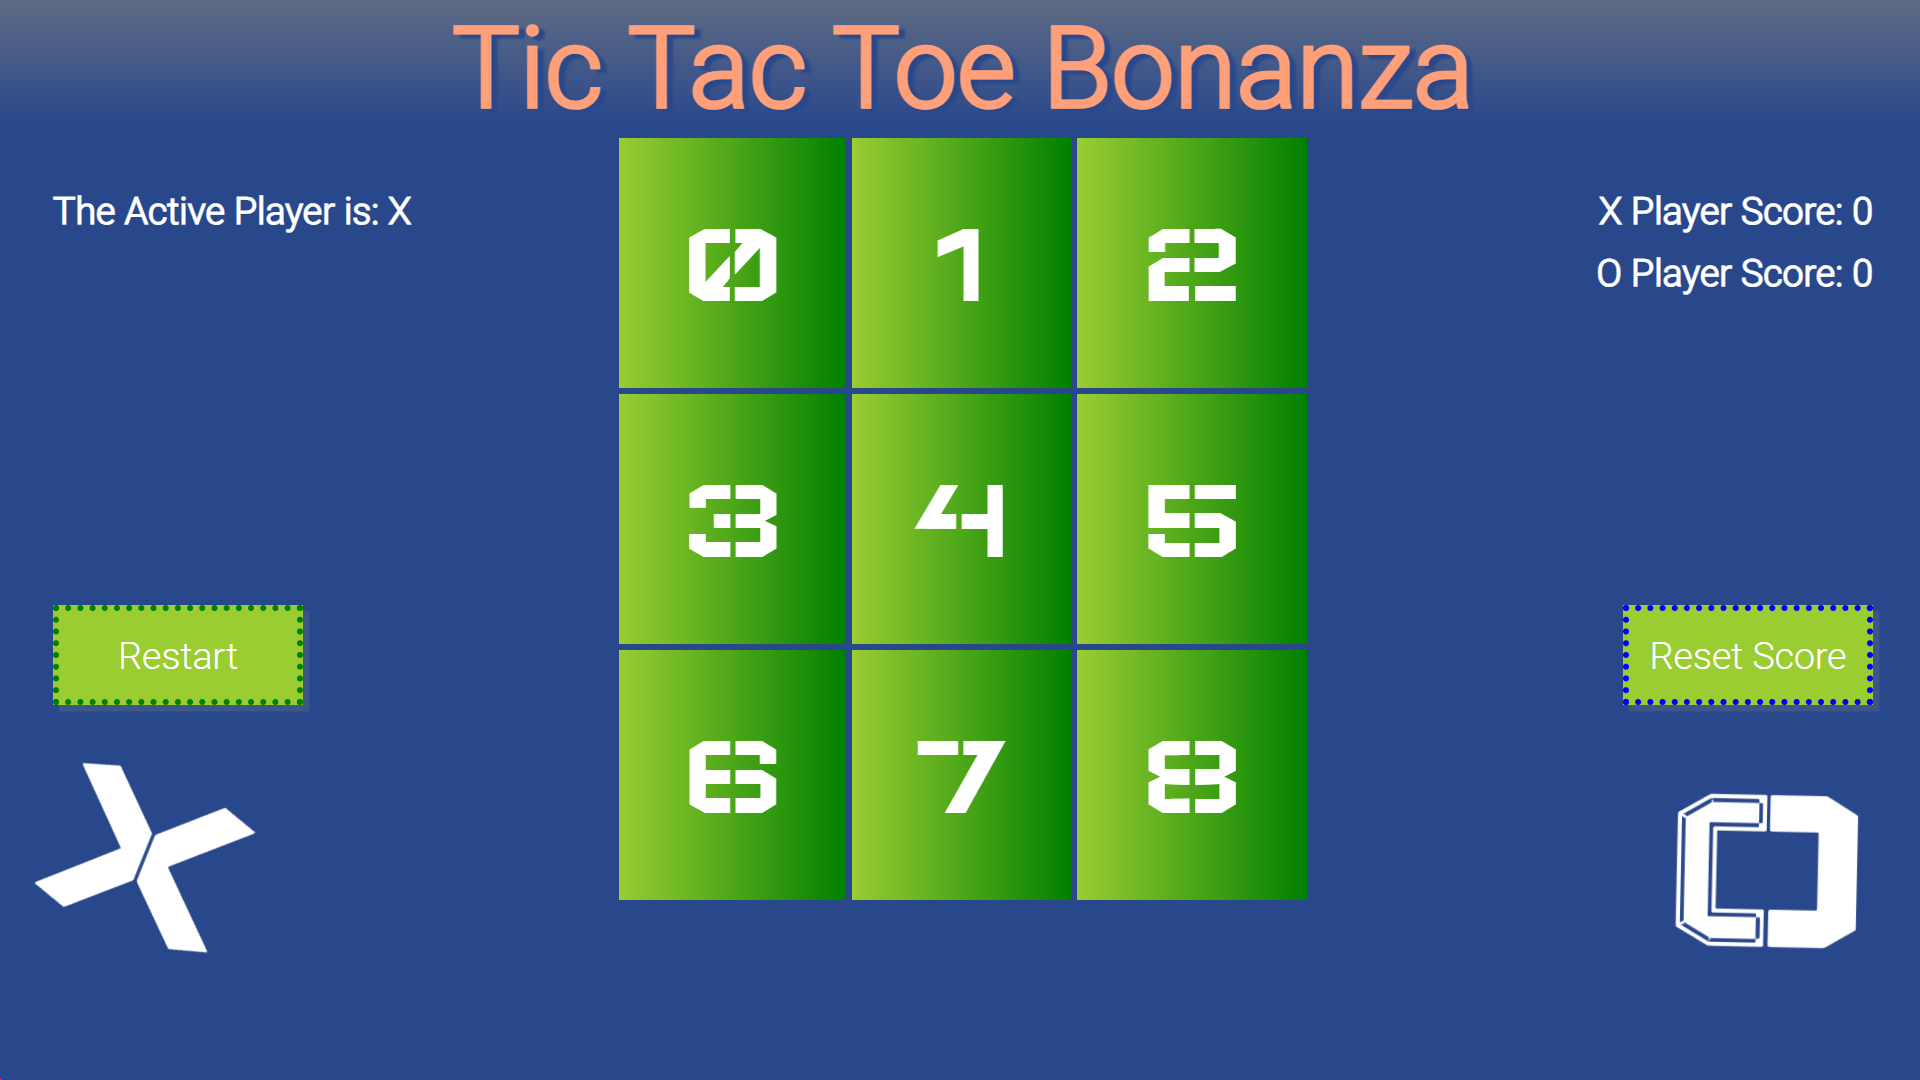 Tic Tac Toe Bonanza
The Active Player is: X
X Player Score: 0
O Player Score: 0
0 1 2
3 4 5
6 7 8
Restart
Reset Score
X
O